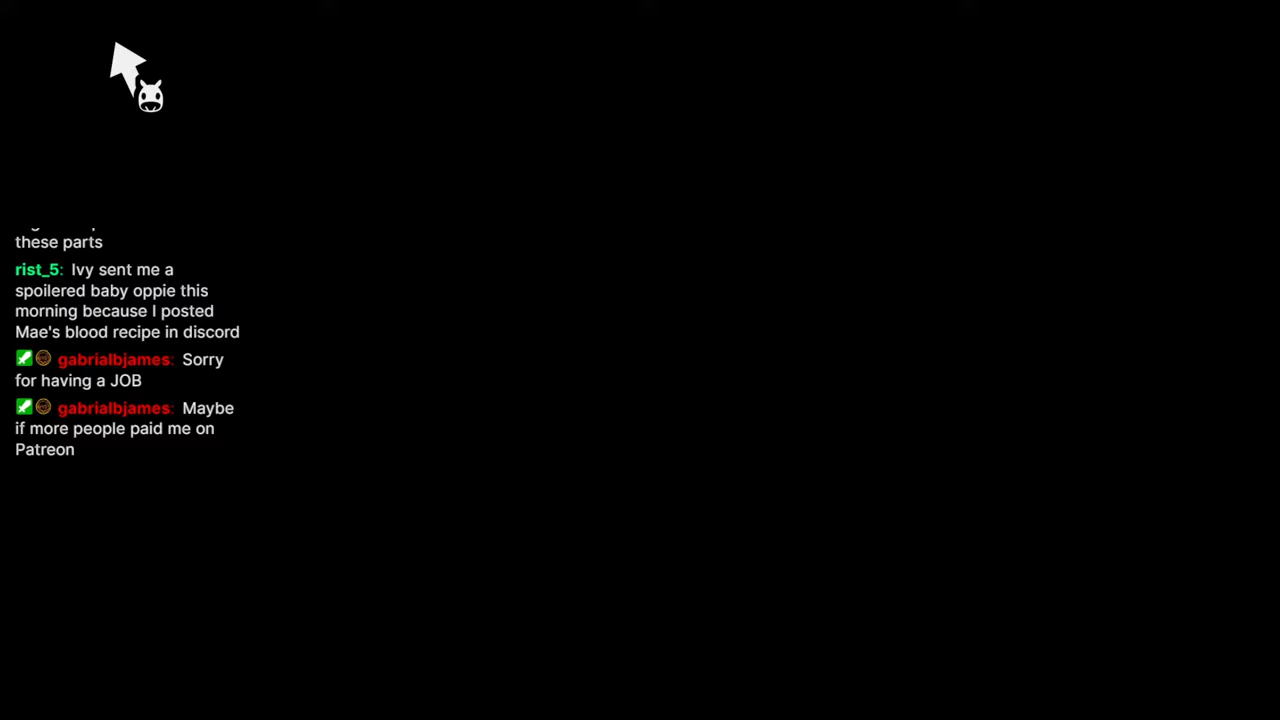 these parts
rist_5: Ivy sent me a
spoilered baby oppie this
morning because I posted
Mae's blood recipe in discord
gabrialbjames: Sorry
for having a JOB
gabrialbjames: Maybe
if more people paid me on
Patreon